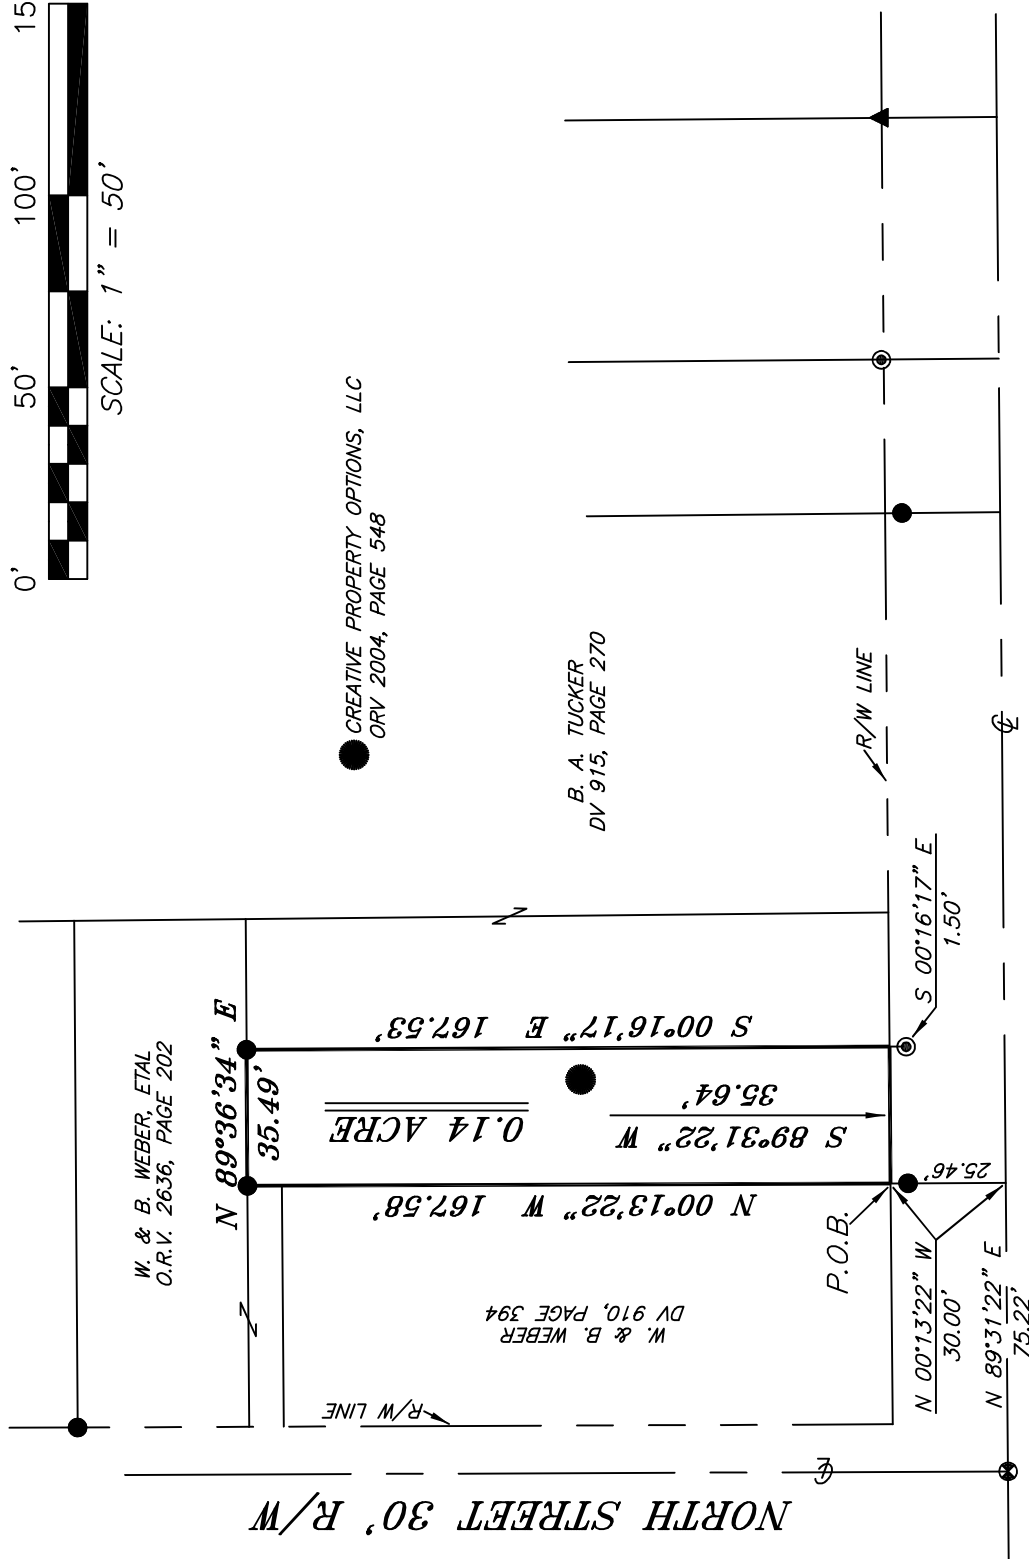 0' 50' 100' 15
SCALE: 1" = 50'
CREATIVE PROPERTY OPTIONS, LLC
ORV 2004, PAGE 548
B. A. TUCKER
DV 915, PAGE 270
R/W LINE
W. & B. WEBER, ETAL
O.R.V. 2636, PAGE 202
N 89°36'34" E
35.49'
S 00°16'17" E 167.53'
0.14 ACRE
S 89°31'22" W
35.64'
N 00°13'22" W 167.58'
S 00°16'17" E
1.50'
25.46'
P.O.B.
N 00°13'22" W
30.00'
N 89°31'22" E
75.22'
W. & B. WEBER
DV 910, PAGE 394
R/W LINE
NORTH STREET 30' R/W